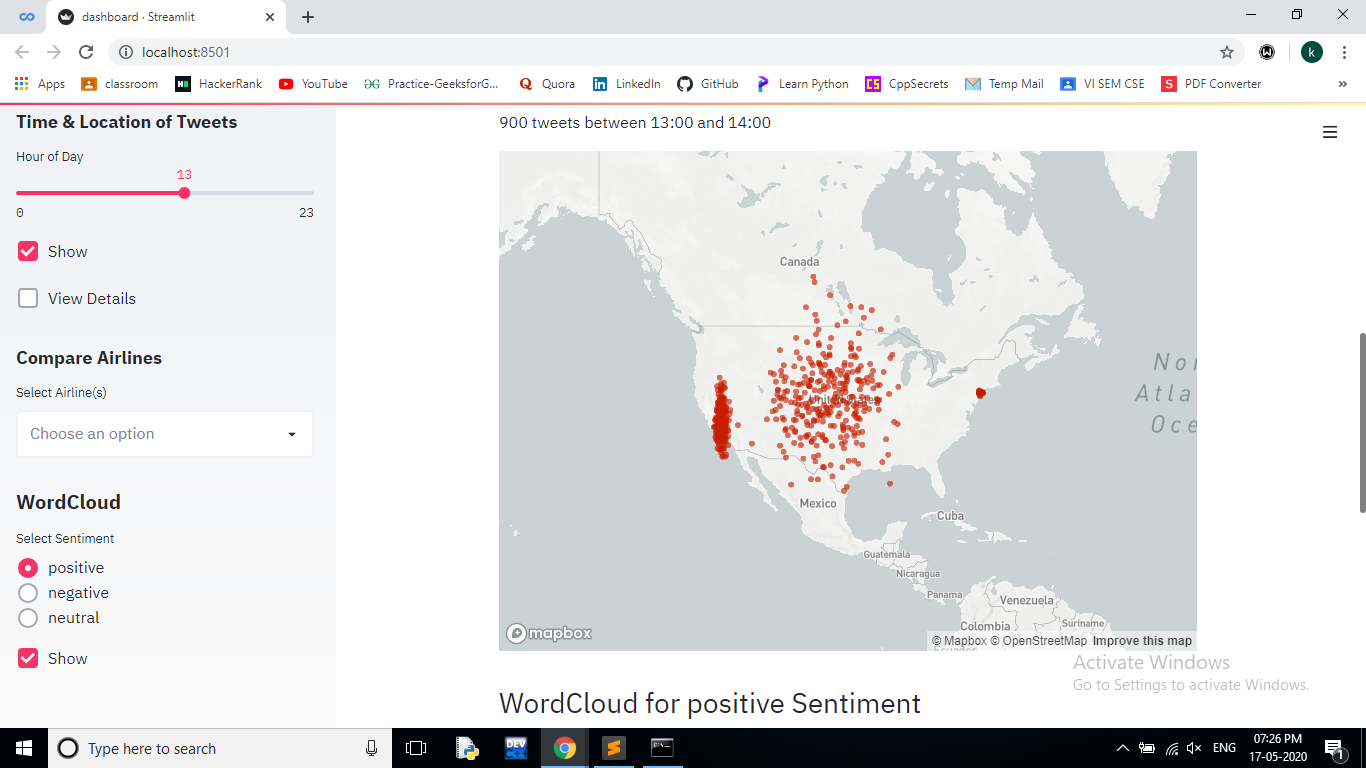 dashboard · Streamlit
localhost:8501
k
Apps
classroom
HackerRank
YouTube
Practice-GeeksforG...
Quora
LinkedIn
GitHub
Learn Python
CppSecrets
Temp Mail
VI SEM CSE
PDF Converter
Time & Location of Tweets
Hour of Day
13
0 23
Show
View Details
Compare Airlines
Select Airline(s)
Choose an option
WordCloud
Select Sentiment
positive
negative
neutral
Show
900 tweets between 13:00 and 14:00
Canada
United States
Nor
Atla
Oce
Mexico
Cuba
Guatemala
Nicaragua
Panama
Venezuela
Colombia
Suriname
Ecuador
mapbox
© Mapbox © OpenStreetMap Improve this map
WordCloud for positive Sentiment
Activate Windows
Go to Settings to activate Windows.
Type here to search
DEV
ENG
07:26 PM
17-05-2020
1